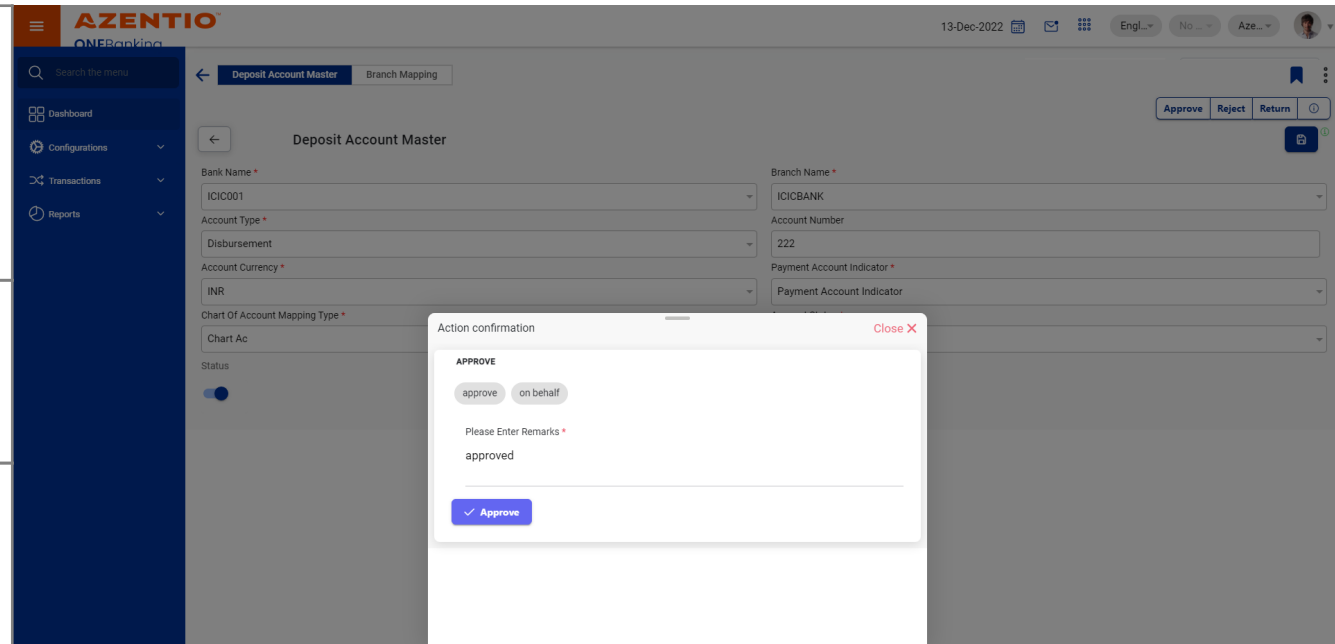 AZENTIO
ONEBanking
13-Dec-2022
Engl...
No ...
Aze...
Search the menu
Deposit Account Master
Branch Mapping
Dashboard
Approve
Reject
Return
Configurations
Deposit Account Master
Transactions
Bank Name *
Branch Name *
ICIC001
ICICBANK
Reports
Account Type *
Account Number
Disbursement
222
Account Currency *
Payment Account Indicator *
INR
Payment Account Indicator
Chart Of Account Mapping Type *
Chart Ac
Action confirmation
Close
Status
APPROVE
approve
on behalf
Please Enter Remarks *
approved
Approve